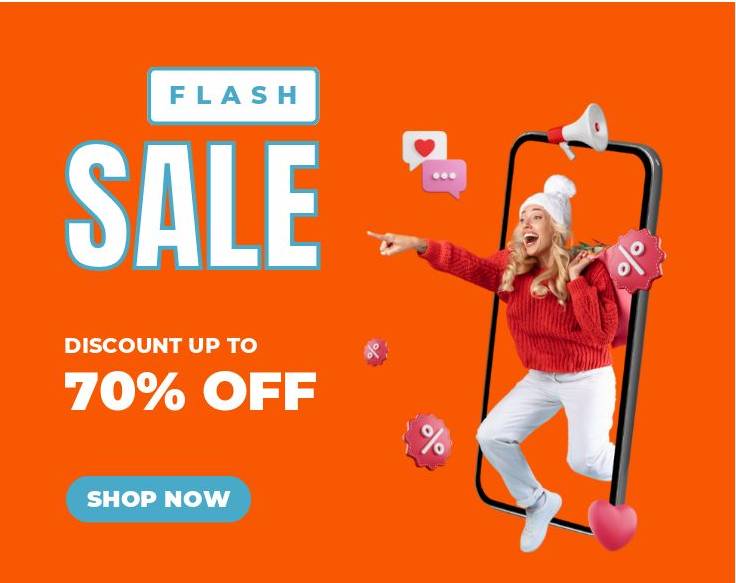 FLASH
SALE
DISCOUNT UP TO
70% OFF
SHOP NOW
%
%
%